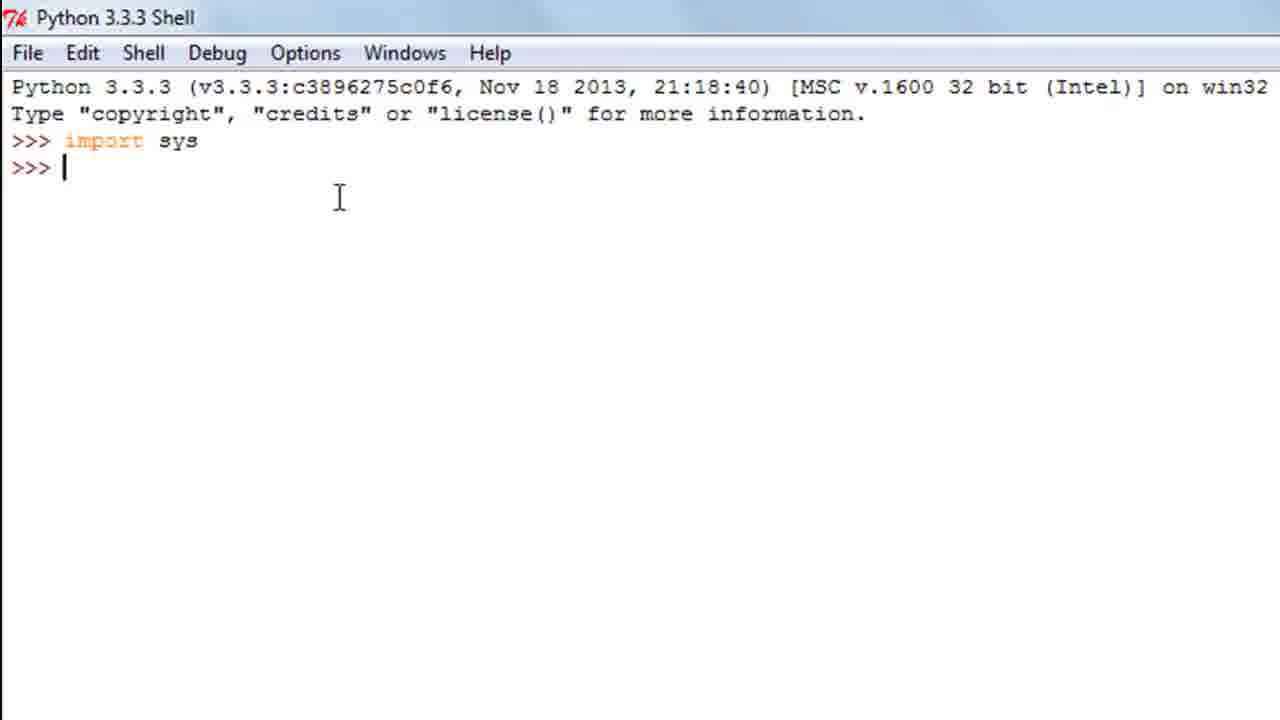 Python 3.3.3 Shell
File Edit Shell Debug Options Windows Help
Python 3.3.3 (v3.3.3:c3896275c0f6, Nov 18 2013, 21:18:40) [MSC v.1600 32 bit (Intel)] on win32
Type "copyright", "credits" or "license()" for more information.
>>> import sys
>>>